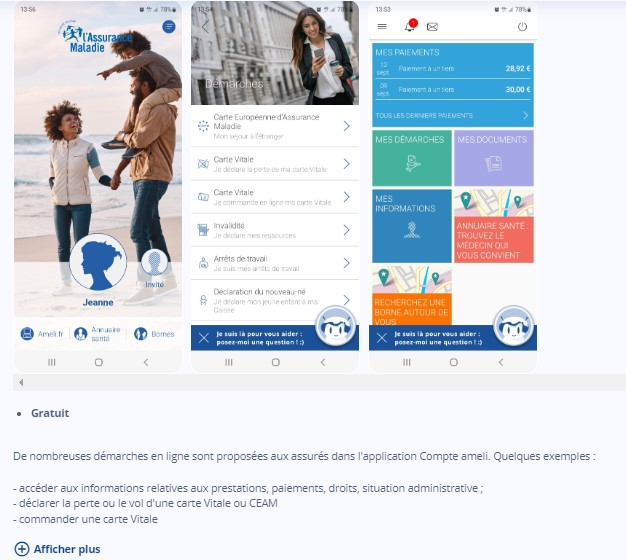 13:56
78%
l'Assurance
Maladie
Jeanne
Invité
Ameli.fr
Annuaire
santé
Bornes
13:54
78%
Démarches
Carte Européenne d'Assurance
Maladie
Mon séjour à l'étranger
Carte Vitale
Je déclare la perte de ma carte Vitale
Carte Vitale
Je commande en ligne ma carte Vitale
Invalidité
Je déclare mes ressources
Arrêts de travail
Je suis mes arrêts de travail
Déclaration du nouveau-né
Je déclare mon jeune enfant à ma
Caisse
Je suis là pour vous aider :
posez-moi une question ! :)
13:53
78%
MES PAIEMENTS
12
sept.
Paiement à un tiers
28,92 €
09
sept.
Paiement à un tiers
30,00 €
TOUS LES DERNIERS PAIEMENTS
MES DÉMARCHES
MES DOCUMENTS
MES
INFORMATIONS
ANNUAIRE SANTÉ :
TROUVEZ LE
MÉDECIN QUI
VOUS CONVIENT
RECHERCHEZ UNE
BORNE AUTOUR DE
VOUS
Je suis là pour vous aider :
posez-moi une question ! :)
• Gratuit
De nombreuses démarches en ligne sont proposées aux assurés dans l'application Compte ameli. Quelques exemples :
- accéder aux informations relatives aux prestations, paiements, droits, situation administrative ;
- déclarer la perte ou le vol d'une carte Vitale ou CEAM
- commander une carte Vitale
Afficher plus